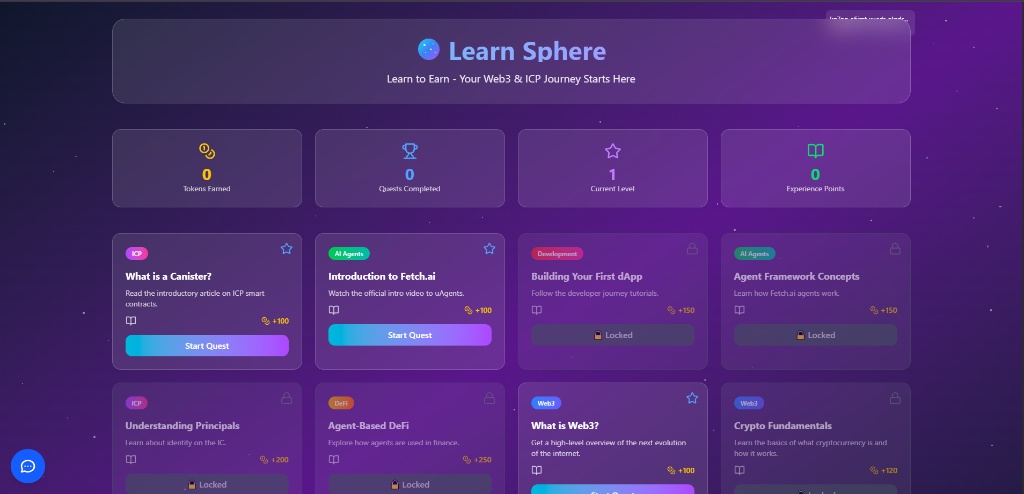 Learn Sphere
Learn to Earn - Your Web3 & ICP Journey Starts Here
0
Tokens Earned
0
Quests Completed
1
Current Level
0
Experience Points
ICP
What is a Canister?
Read the introductory article on ICP smart
contracts.
+100
Start Quest
AI Agents
Introduction to Fetch.ai
Watch the official intro video to uAgents.
+100
Start Quest
Development
Building Your First dApp
Follow the developer journey tutorials.
+150
Locked
AI Agents
Agent Framework Concepts
Learn how Fetch.ai agents work.
+150
Locked
ICP
Understanding Principals
Learn about identity on the IC.
+200
Locked
DeFi
Agent-Based DeFi
Explore how agents are used in finance.
+250
Locked
Web3
What is Web3?
Get a high-level overview of the next evolution
of the internet.
+100
Start Quest
Web3
Crypto Fundamentals
Learn the basics of what cryptocurrency is and
how it works.
+120